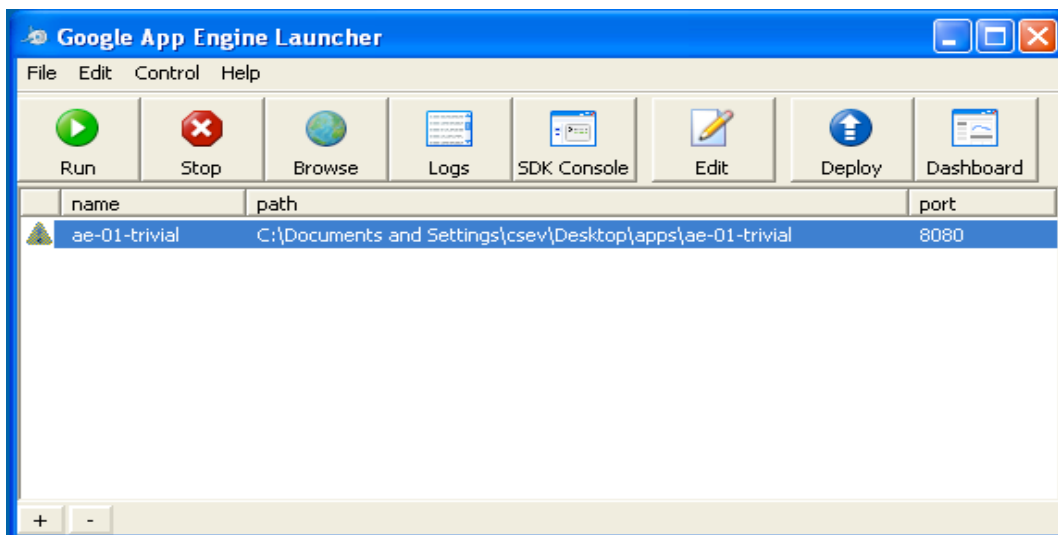 Google App Engine Launcher
File Edit Control Help
Run Stop Browse Logs SDK Console Edit Deploy Dashboard
name path port
ae-01-trivial C:\Documents and Settings\csev\Desktop\apps\ae-01-trivial 8080
+ -